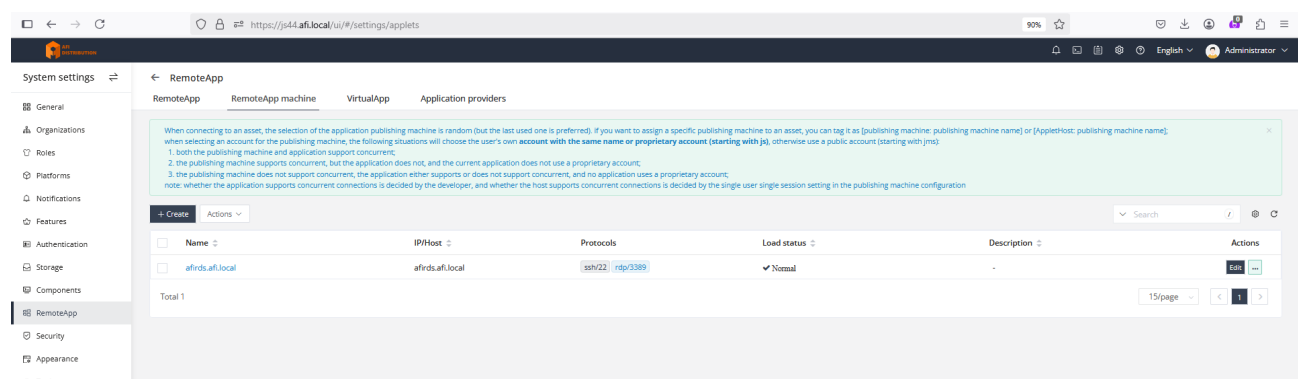 https://js44.afi.local/ui/#/settings/applets
90%
AFI
DISTRIBUTION
English
Administrator
System settings
RemoteApp
General
Organizations
Roles
Platforms
Notifications
Features
Authentication
Storage
Components
RemoteApp
Security
Appearance
RemoteApp RemoteApp machine VirtualApp Application providers
When connecting to an asset, the selection of the application publishing machine is random (but the last used one is preferred). If you want to assign a specific publishing machine to an asset, you can tag it as [publishing machine: publishing machine name] or [AppletHost: publishing machine name];
when selecting an account for the publishing machine, the following situations will choose the user's own account with the same name or proprietary account (starting with js), otherwise use a public account (starting with jms):
1. both the publishing machine and application support concurrent;
2. the publishing machine supports concurrent, but the application does not, and the current application does not use a proprietary account;
3. the publishing machine does not support concurrent, the application either supports or does not support concurrent, and no application uses a proprietary account;
note: whether the application supports concurrent connections is decided by the developer, and whether the host supports concurrent connections is decided by the single user single session setting in the publishing machine configuration
+ Create Actions Search /
Name IP/Host Protocols Load status Description Actions
afirds.afi.local afirds.afi.local ssh/22 rdp/3389 ✔ Normal - Edit ...
Total 1 15/page < 1 >